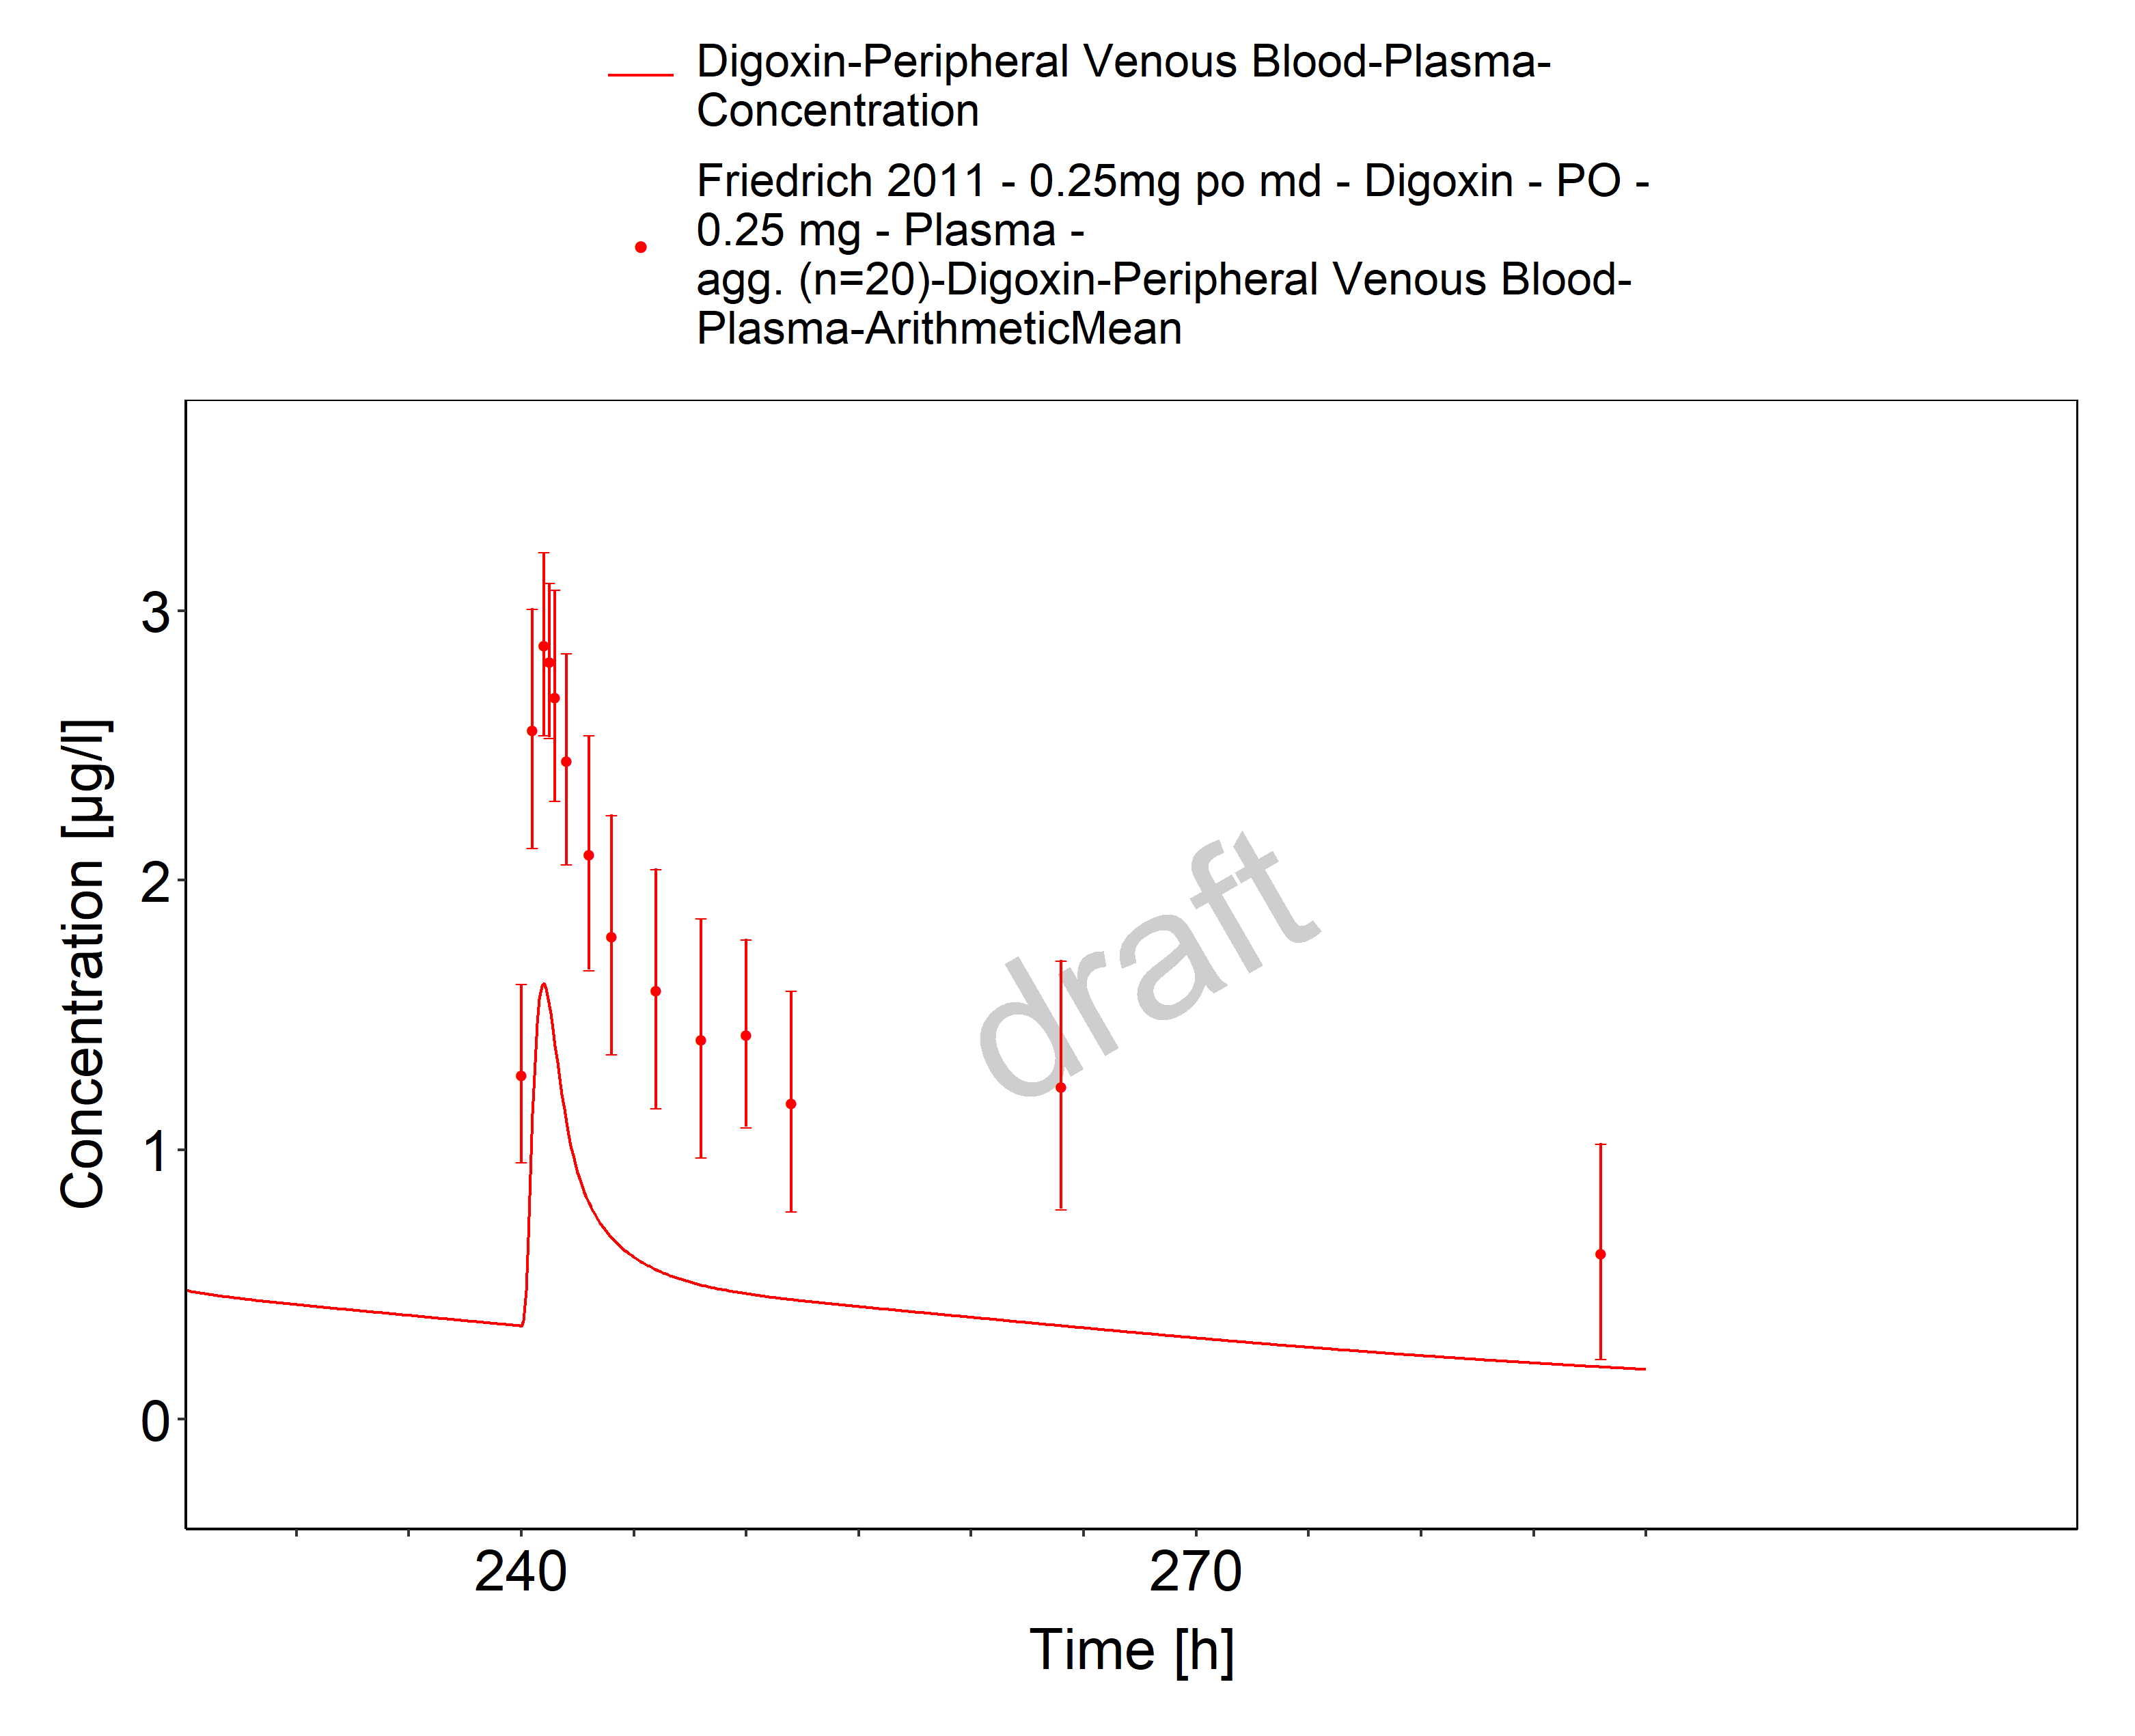 Digoxin-Peripheral Venous Blood-Plasma-
Concentration
Friedrich 2011 - 0.25mg po md - Digoxin - PO -
0.25 mg - Plasma -
agg. (n=20)-Digoxin-Peripheral Venous Blood-
Plasma-ArithmeticMean
3
2
1
0
Concentration [µg/l]
draft
240
270
Time [h]